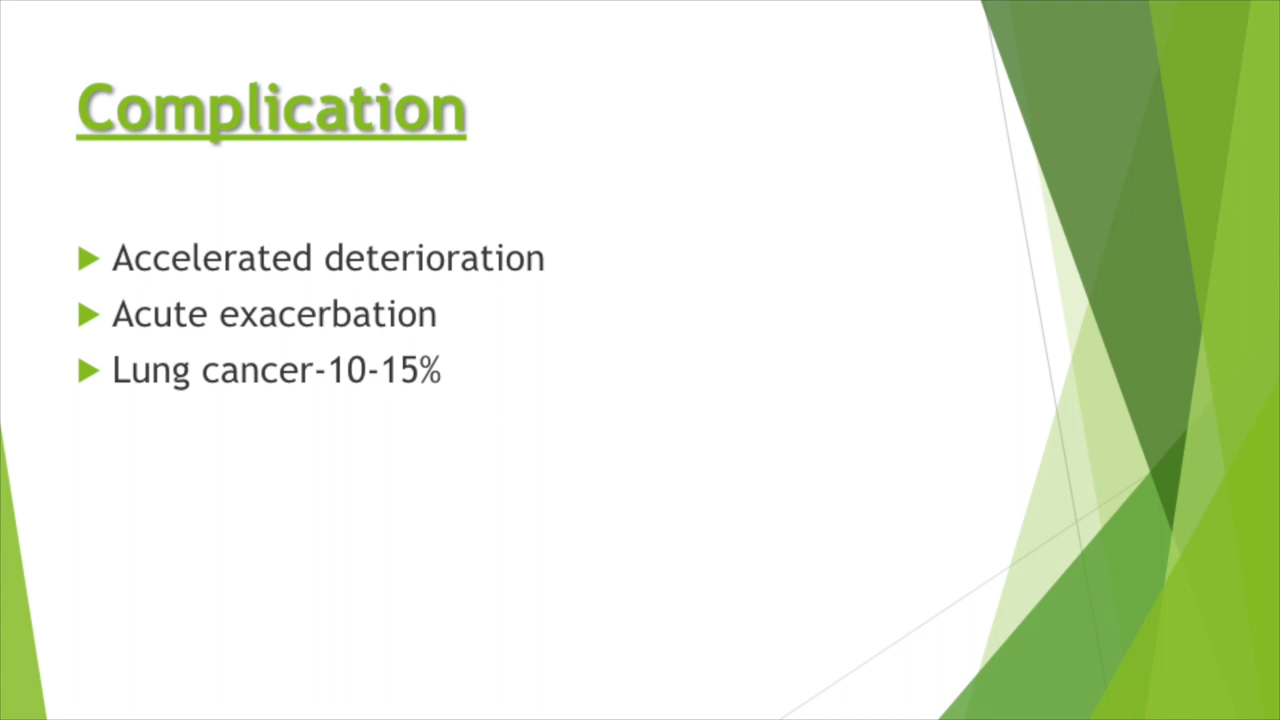 Complication
Accelerated deterioration
Acute exacerbation
Lung cancer-10-15%